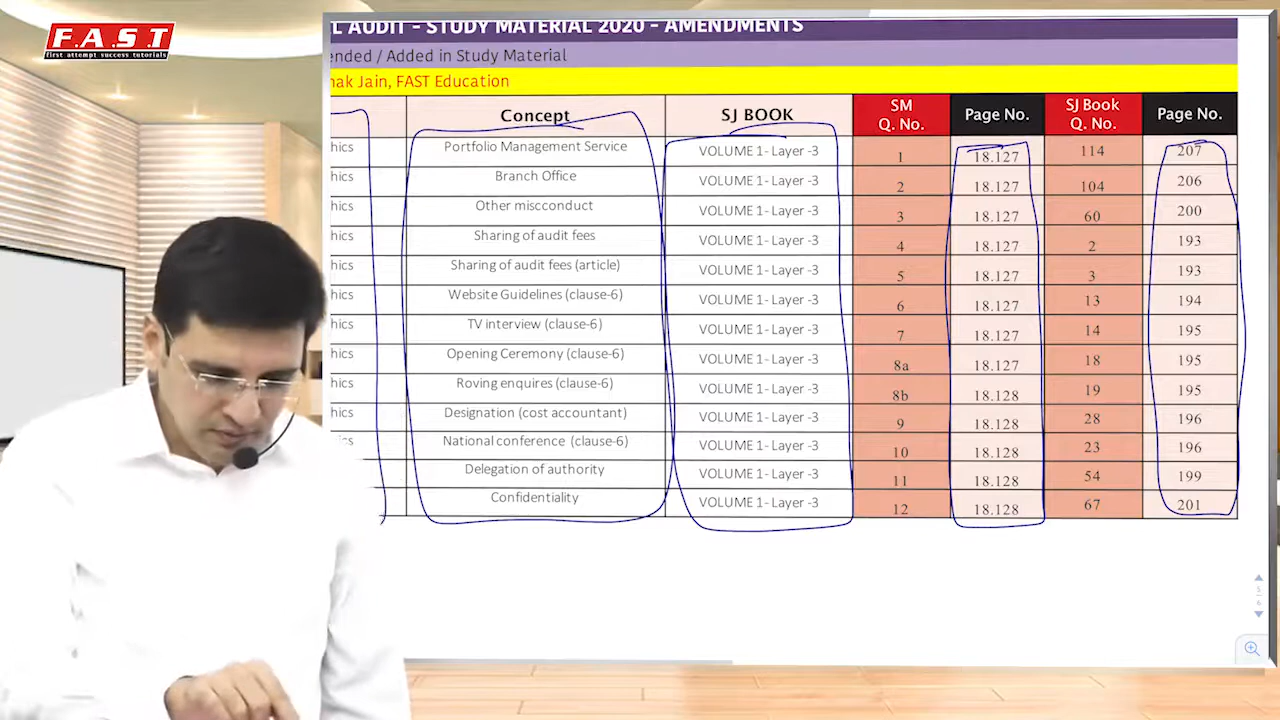 F.A.S.T
first attempt success tutorials
L AUDIT - STUDY MATERIAL 2020 - AMENDMENTS
ended / Added in Study Material
nak Jain, FAST Education
Concept SJ BOOK SM Q. No. Page No. SJ Book Q. No. Page No.
hics Portfolio Management Service VOLUME 1- Layer -3 1 18.127 114 207
hics Branch Office VOLUME 1- Layer -3 2 18.127 104 206
hics Other miscconduct VOLUME 1- Layer -3 3 18.127 60 200
hics Sharing of audit fees VOLUME 1- Layer -3 4 18.127 2 193
hics Sharing of audit fees (article) VOLUME 1- Layer -3 5 18.127 3 193
hics Website Guidelines (clause-6) VOLUME 1- Layer -3 6 18.127 13 194
hics TV interview (clause-6) VOLUME 1- Layer -3 7 18.127 14 195
hics Opening Ceremony (clause-6) VOLUME 1- Layer -3 8a 18.127 18 195
hics Roving enquires (clause-6) VOLUME 1- Layer -3 8b 18.128 19 195
hics Designation (cost accountant) VOLUME 1- Layer -3 9 18.128 28 196
ics National conference (clause-6) VOLUME 1- Layer -3 10 18.128 23 196
Delegation of authority VOLUME 1- Layer -3 11 18.128 54 199
Confidentiality VOLUME 1- Layer -3 12 18.128 67 201
5
6